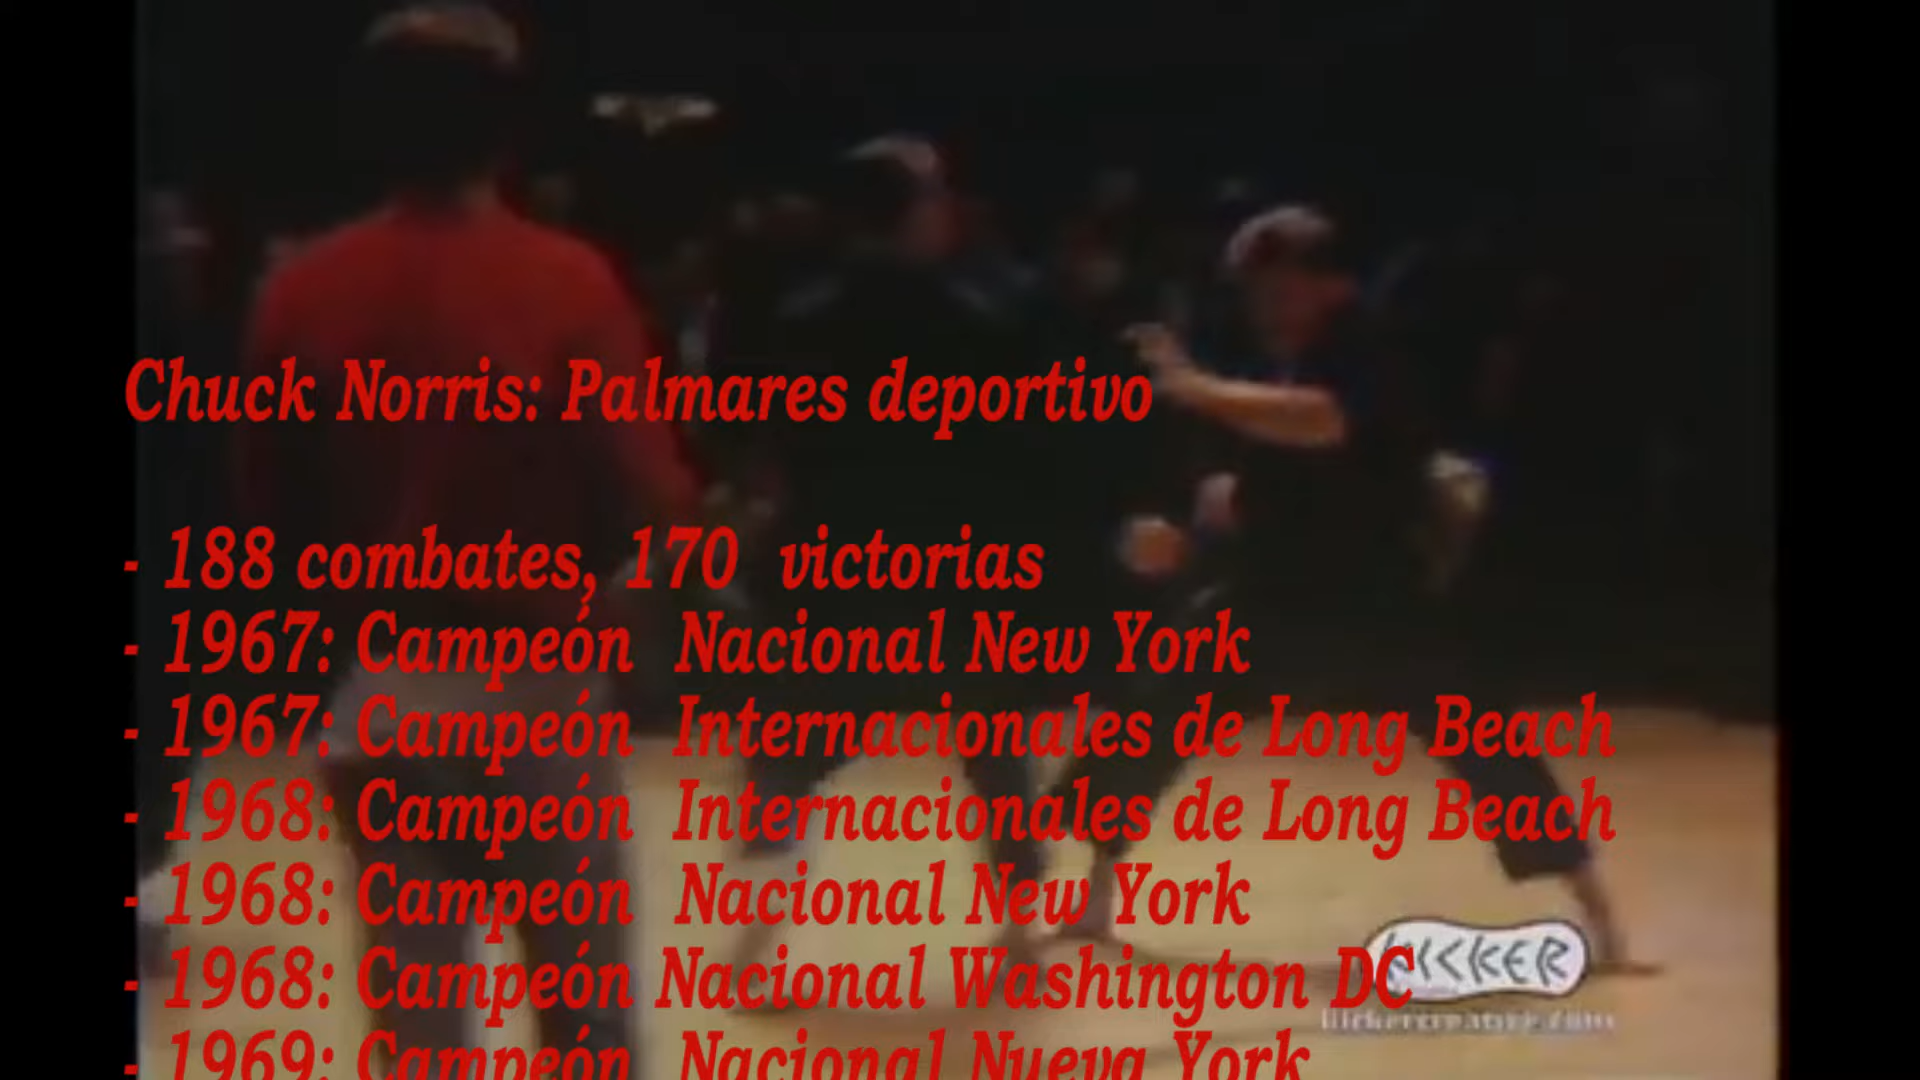 Chuck Norris: Palmares deportivo
- 188 combates, 170 victorias
- 1967: Campeón Nacional New York
- 1967: Campeón Internacionales de Long Beach
- 1968: Campeón Internacionales de Long Beach
- 1968: Campeón Nacional New York
- 1968: Campeón Nacional Washington DC
KICKER
kickercreative.com
- 1969: Campeón Nacional Nueva York